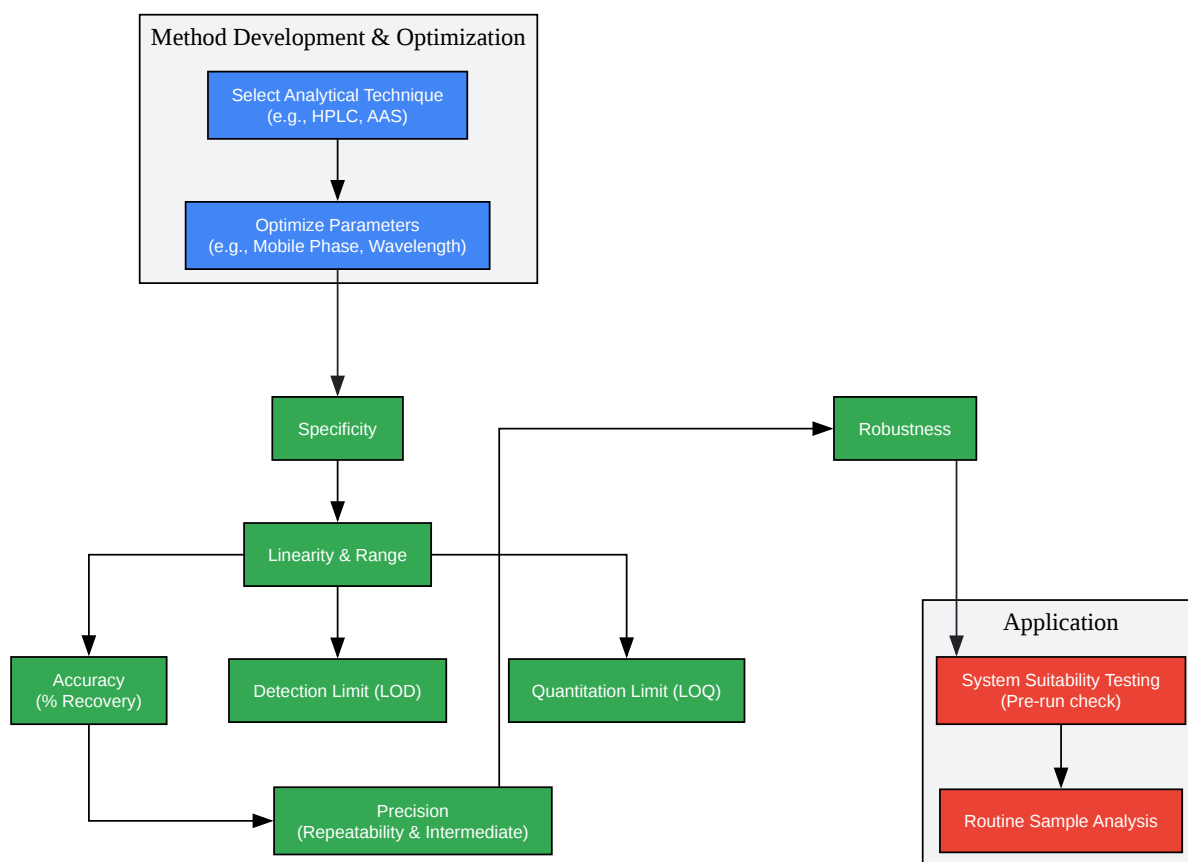 Method Development & Optimization
Select Analytical Technique
(e.g., HPLC, AAS)
Optimize Parameters
(e.g., Mobile Phase, Wavelength)
Specificity
Robustness
Linearity & Range
Application
Accuracy
(% Recovery)
Detection Limit (LOD)
Quantitation Limit (LOQ)
System Suitability Testing
(Pre-run check)
Precision
(Repeatability & Intermediate)
Routine Sample Analysis